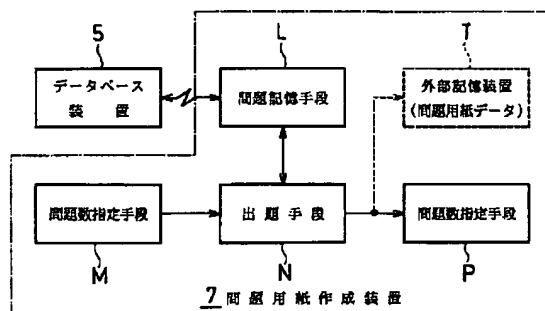 5
L
T
データベース
装置
問題記憶手段
外部記憶装置
(問題用紙データ)
問題数指定手段
出題手段
問題数指定手段
M
N
P
7 問題用紙作成装置